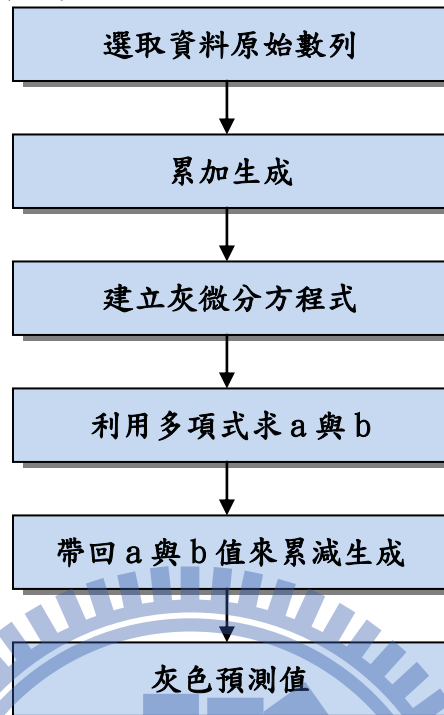 選取資料原始數列
累加生成
建立灰微分方程式
利用多項式求a與b
帶回a與b值來累減生成
灰色預測值